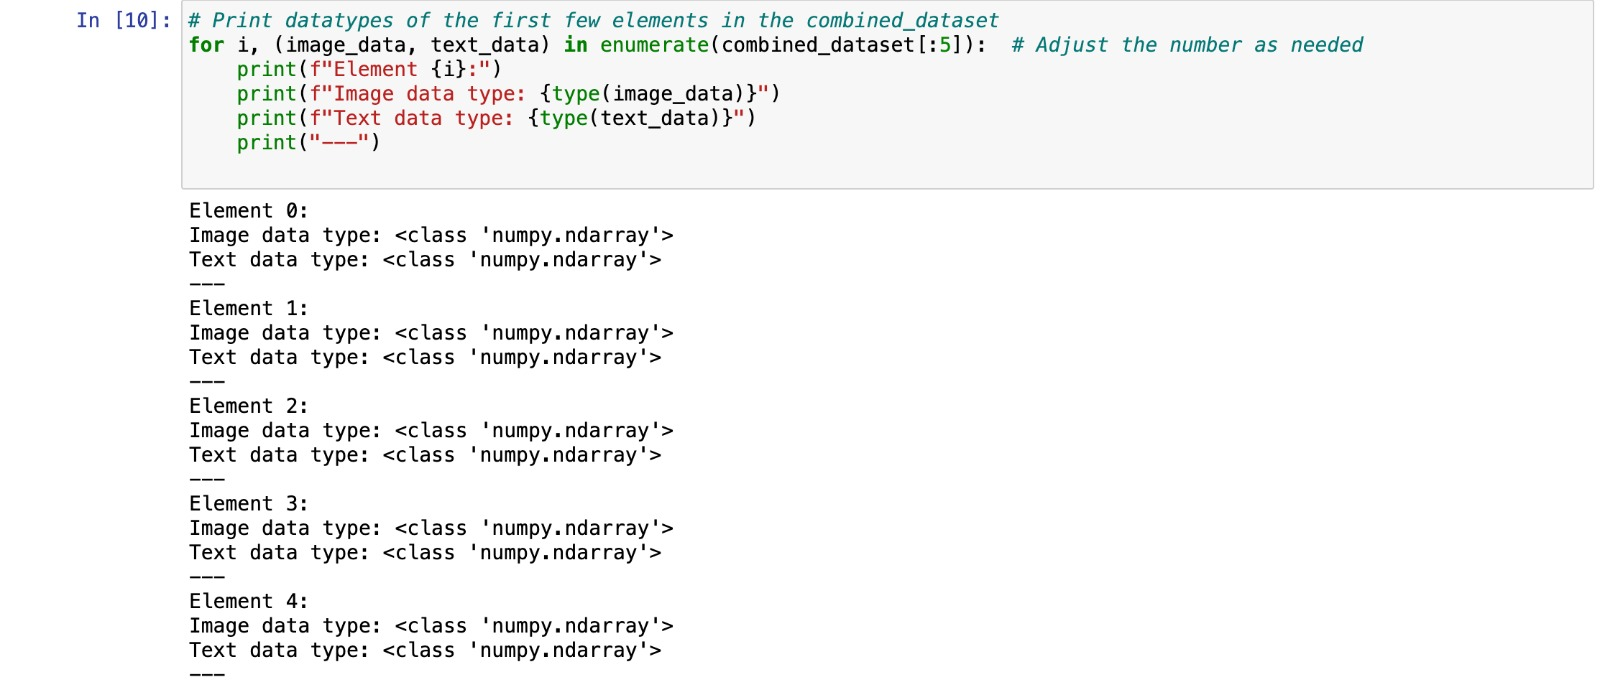 In [10]: # Print datatypes of the first few elements in the combined_dataset
for i, (image_data, text_data) in enumerate(combined_dataset[:5]):  # Adjust the number as needed
    print(f"Element {i}:")
    print(f"Image data type: {type(image_data)}")
    print(f"Text data type: {type(text_data)}")
    print("---")
Element 0:
Image data type: <class 'numpy.ndarray'>
Text data type: <class 'numpy.ndarray'>
---
Element 1:
Image data type: <class 'numpy.ndarray'>
Text data type: <class 'numpy.ndarray'>
---
Element 2:
Image data type: <class 'numpy.ndarray'>
Text data type: <class 'numpy.ndarray'>
---
Element 3:
Image data type: <class 'numpy.ndarray'>
Text data type: <class 'numpy.ndarray'>
---
Element 4:
Image data type: <class 'numpy.ndarray'>
Text data type: <class 'numpy.ndarray'>
---